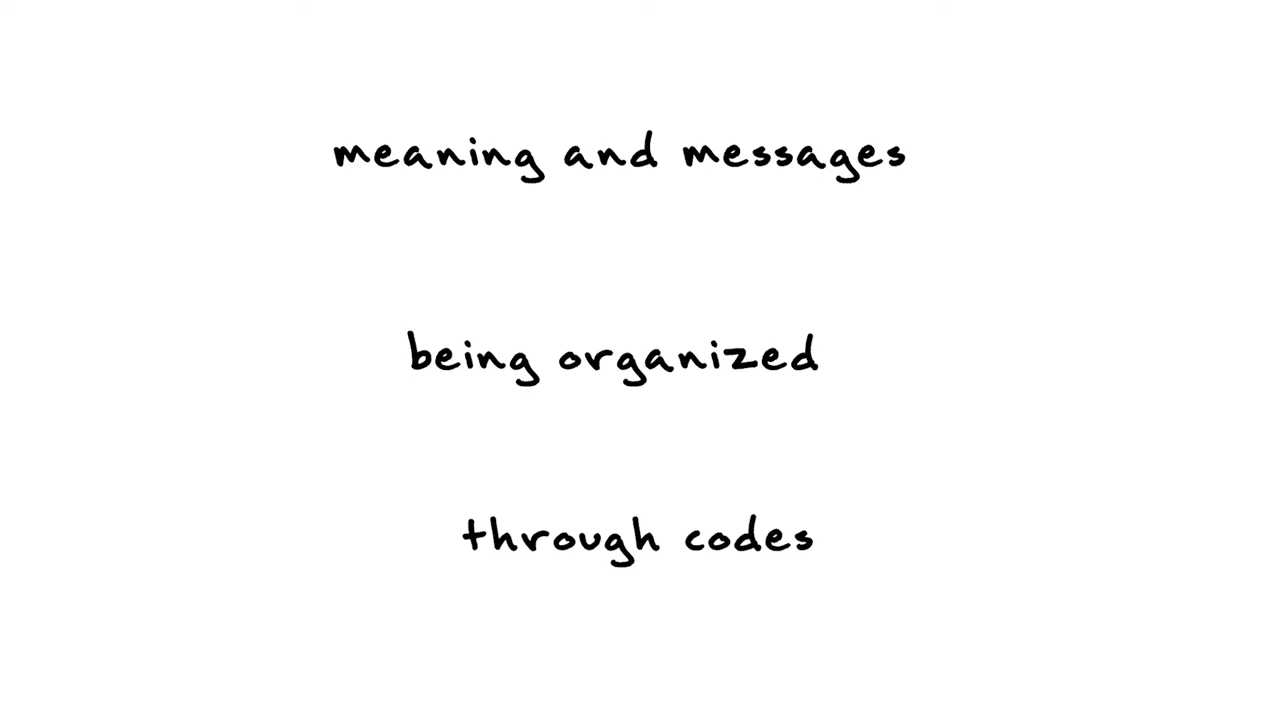 meaning and messages
being organized
through codes